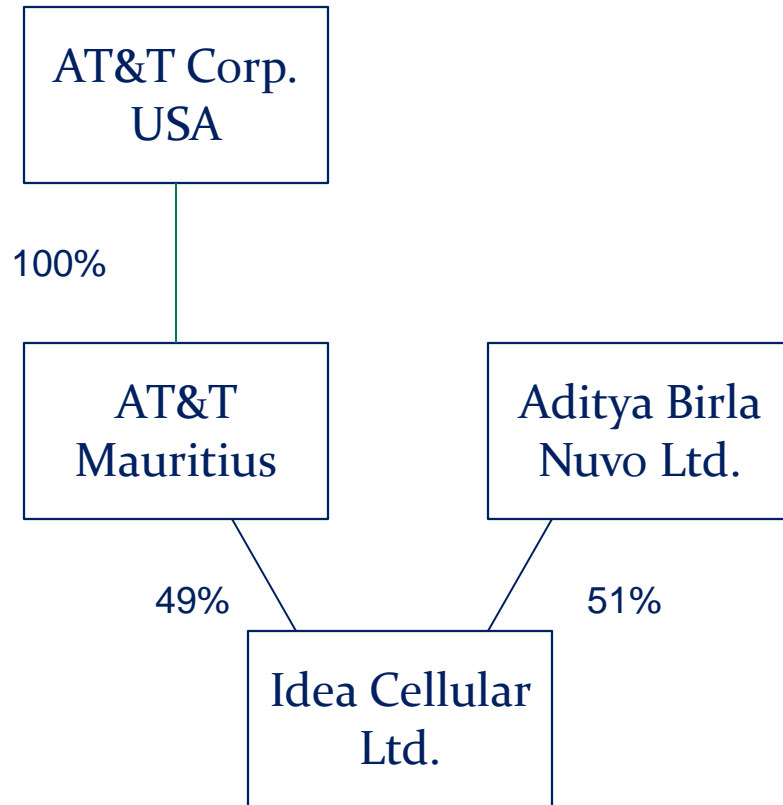 AT&T Corp.
USA
100%
AT&T
Mauritius
Aditya Birla
Nuvo Ltd.
49%
51%
Idea Cellular
Ltd.